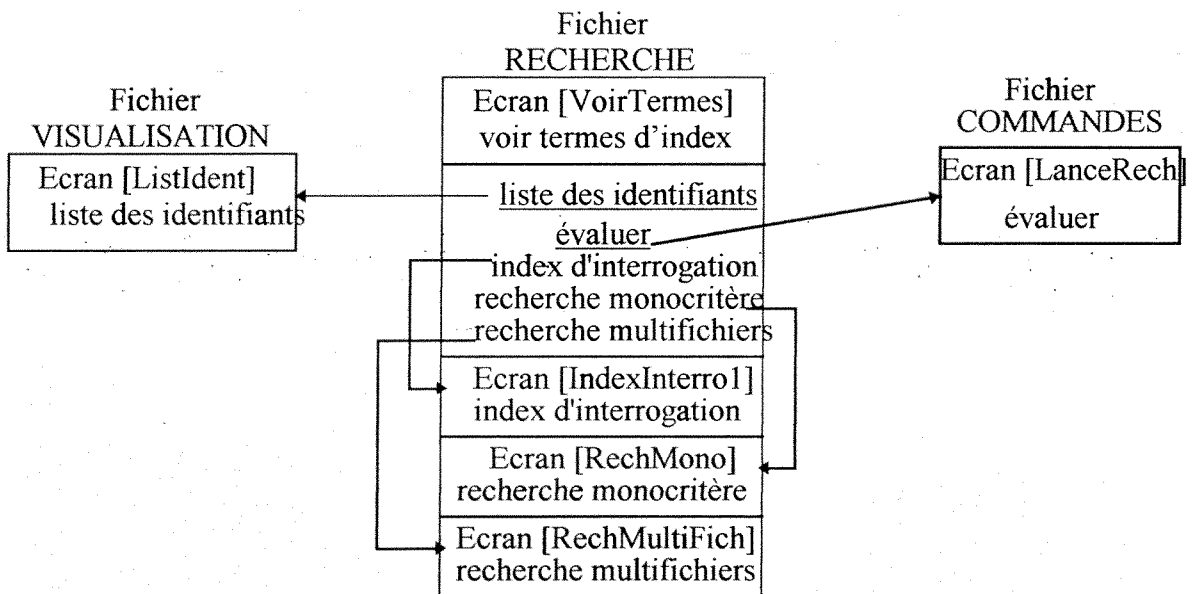 Fichier
VISUALISATION
Ecran [ListIdent]
liste des identifiants
Fichier
RECHERCHE
Ecran [VoirTermes]
voir termes d'index
liste des identifiants
évaluer
index d'interrogation
recherche monocritère
recherche multifichiers
Ecran [IndexInterro1]
index d'interrogation
Ecran [RechMono]
recherche monocritère
Ecran [RechMultiFich]
recherche multifichiers
Fichier
COMMANDES
Ecran [LanceRech]
évaluer